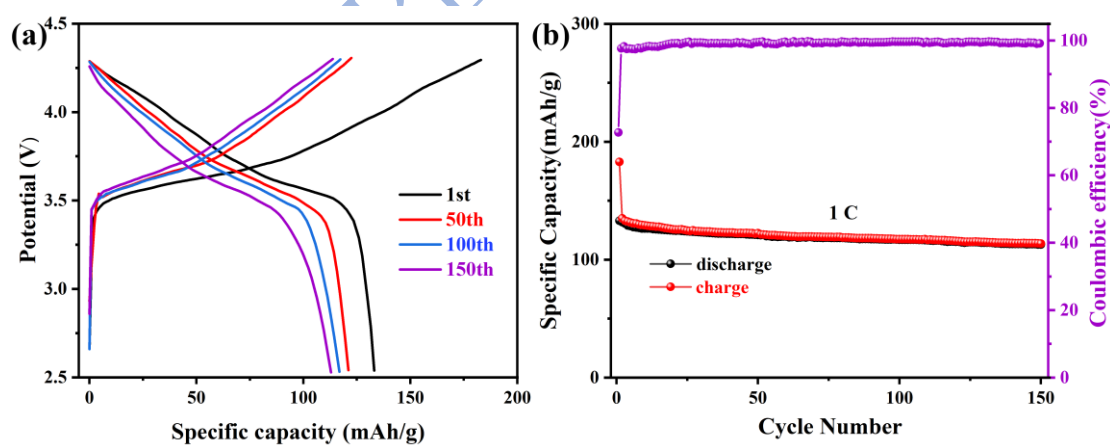 (a)
4.5
4.0
3.5
3.0
2.5
Potential (V)
1st
50th
100th
150th
0
50
100
150
200
Specific capacity (mAh/g)
(b)
300
200
100
0
Specific Capacity(mAh/g)
1 C
discharge
charge
0
50
100
150
Cycle Number
100
80
60
40
20
0
Coulombic efficiency(%)